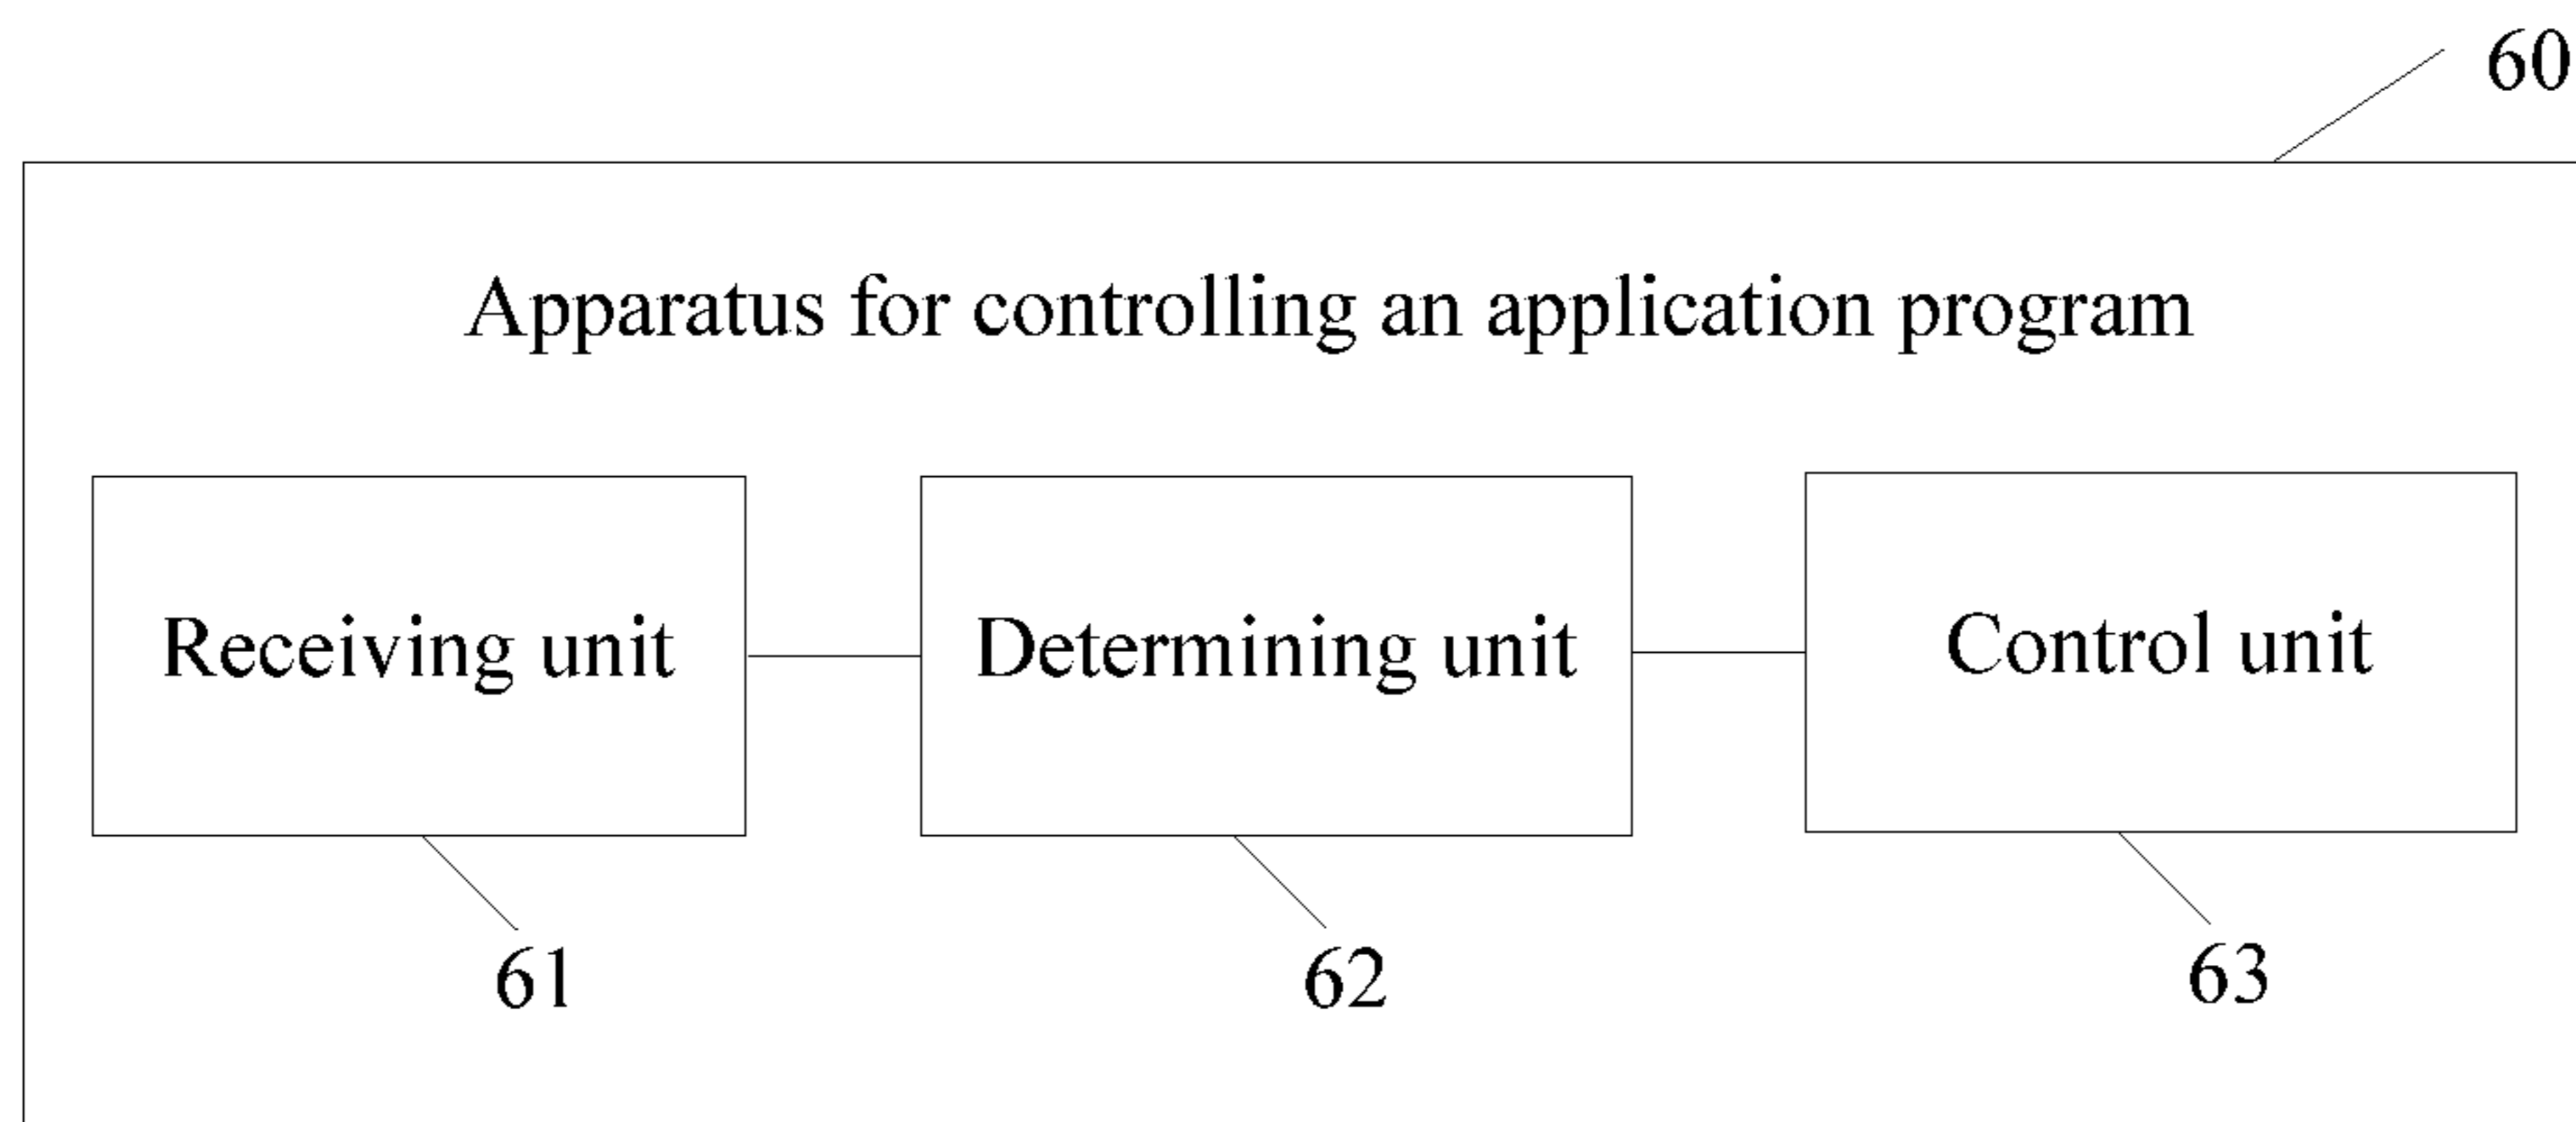 60
Apparatus for controlling an application program
Receiving unit
Determining unit
Control unit
61
62
63